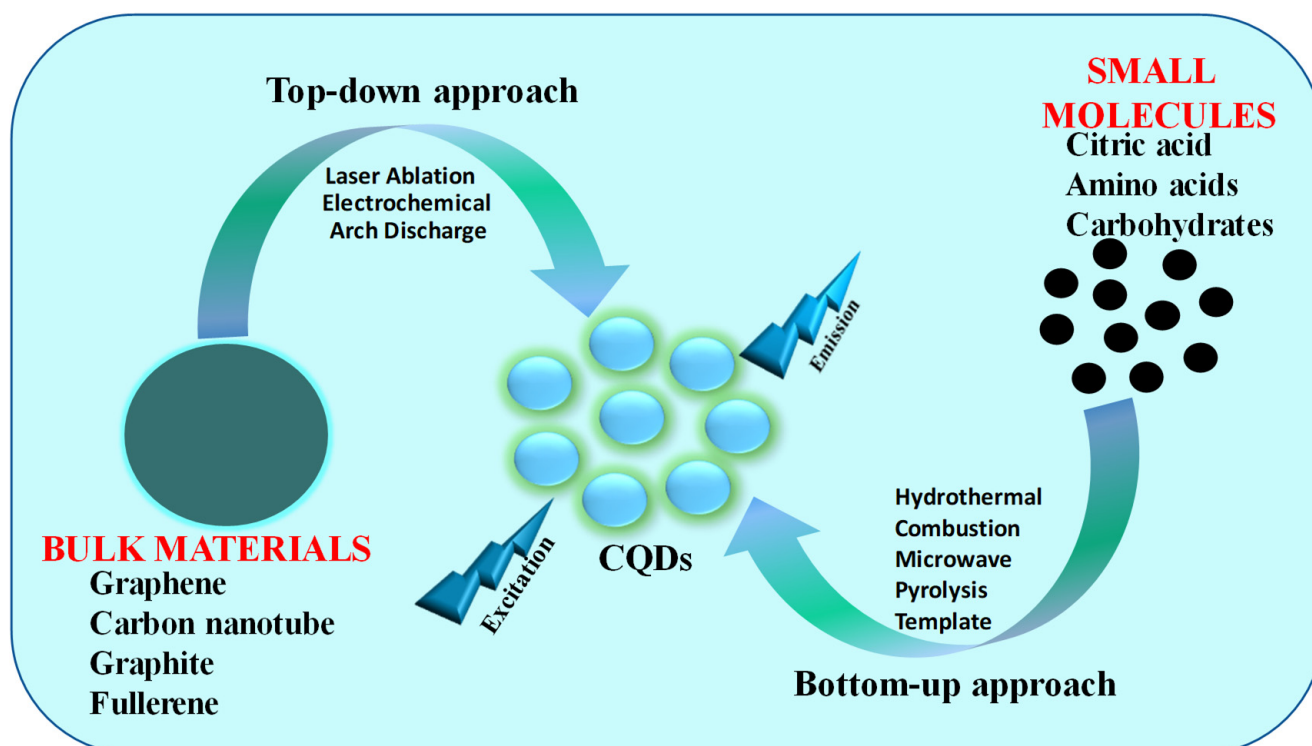 Top-down approach
Laser Ablation
Electrochemical
Arch Discharge
SMALL
MOLECULES
Citric acid
Amino acids
Carbohydrates
Emission
Excitation
CQDs
BULK MATERIALS
Graphene
Carbon nanotube
Graphite
Fullerene
Hydrothermal
Combustion
Microwave
Pyrolysis
Template
Bottom-up approach